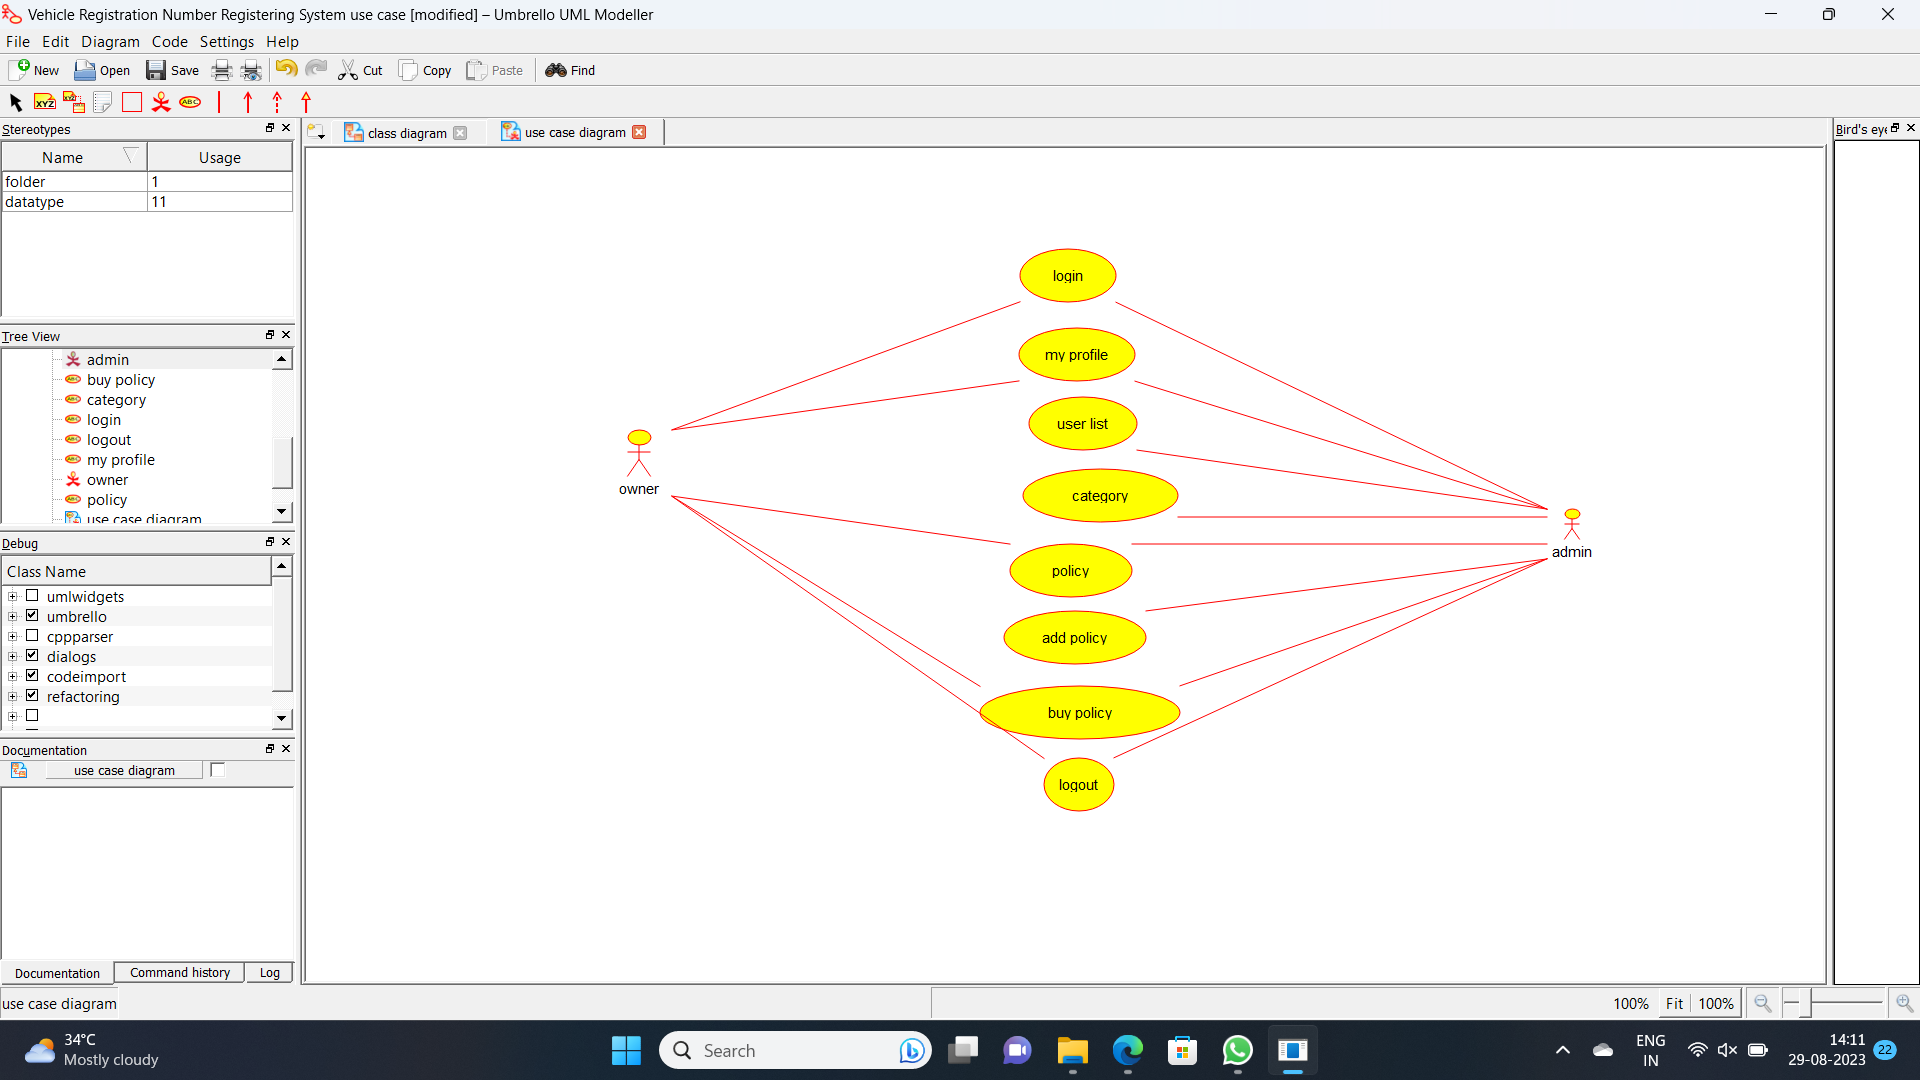 Vehicle Registration Number Registering System use case [modified] – Umbrello UML Modeller
File Edit Diagram Code Settings Help
New Open Save Cut Copy Paste Find
XYZ XYZ ABC
Stereotypes
Name Usage
folder 1
datatype 11
Tree View
admin
buy policy
category
login
logout
my profile
owner
policy
use case diagram
Debug
Class Name
umlwidgets
umbrello
cppparser
dialogs
codeimport
refactoring
Documentation
use case diagram
Documentation Command history Log
class diagram use case diagram
Bird's eye
login
my profile
user list
category
policy
add policy
buy policy
logout
owner
admin
use case diagram
100% Fit 100%
34°C
Mostly cloudy
Search
ENG
IN
14:11
29-08-2023
22